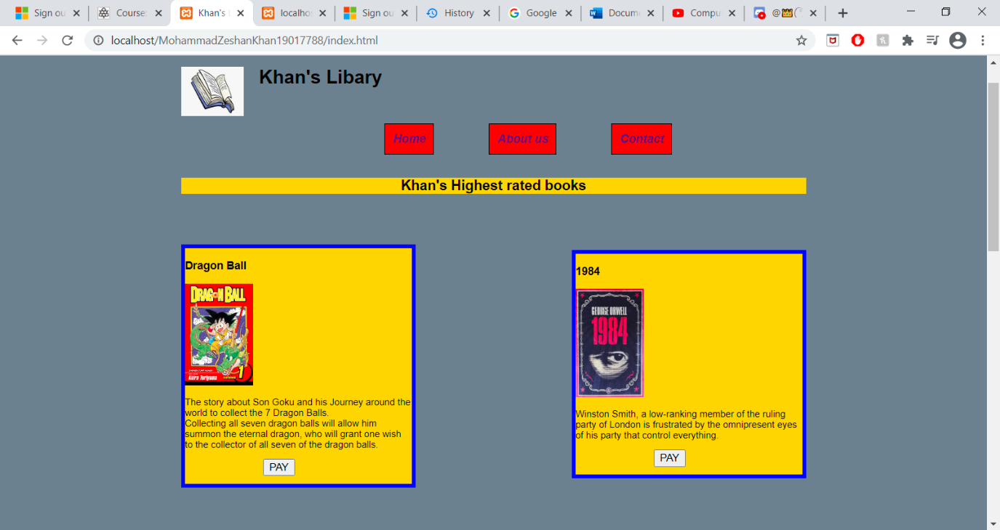 Sign ou
Course:
Khan's L
localhos
Sign ou
History
Google
Docum
Compu
@👑(
localhost/MohammadZeshanKhan19017788/index.html
Khan's Libary
Home
About us
Contact
Khan's Highest rated books
Dragon Ball
DRAGON BALL
Akira Toriyama
1
The story about Son Goku and his Journey around the
world to collect the 7 Dragon Balls.
Collecting all seven dragon balls will allow him
summon the eternal dragon, who will grant one wish
to the collector of all seven of the dragon balls.
PAY
1984
GEORGE ORWELL
1984
Winston Smith, a low-ranking member of the ruling
party of London is frustrated by the omnipresent eyes
of his party that control everything.
PAY